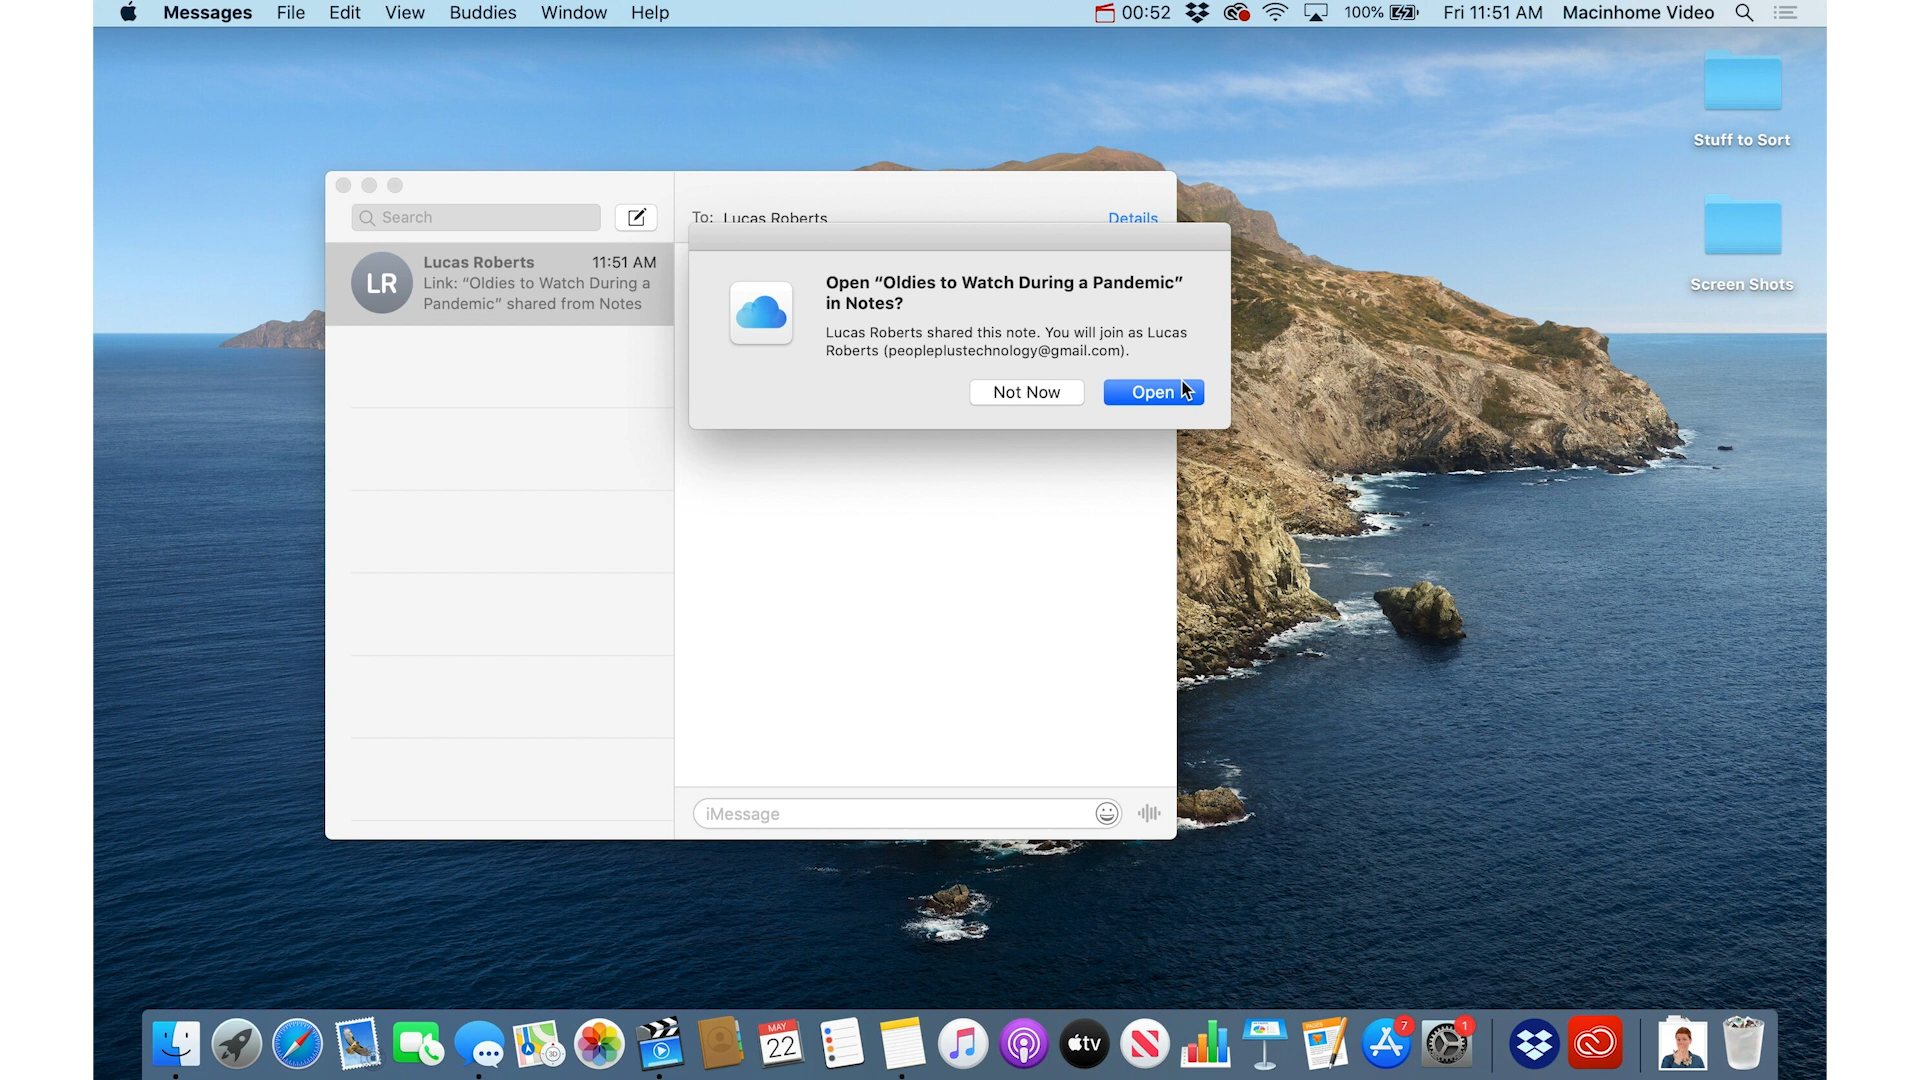 Messages File Edit View Buddies Window Help 00:52 100% Fri 11:51 AM Macinhome Video
Stuff to Sort
Screen Shots
Search
To: Lucas Roberts Details
LR
Lucas Roberts 11:51 AM
Link: “Oldies to Watch During a
Pandemic” shared from Notes
Open “Oldies to Watch During a Pandemic”
in Notes?
Lucas Roberts shared this note. You will join as Lucas
Roberts (peopleplustechnology@gmail.com).
Not Now Open
iMessage
3D
MAY
22
tv
PAGES
7
1